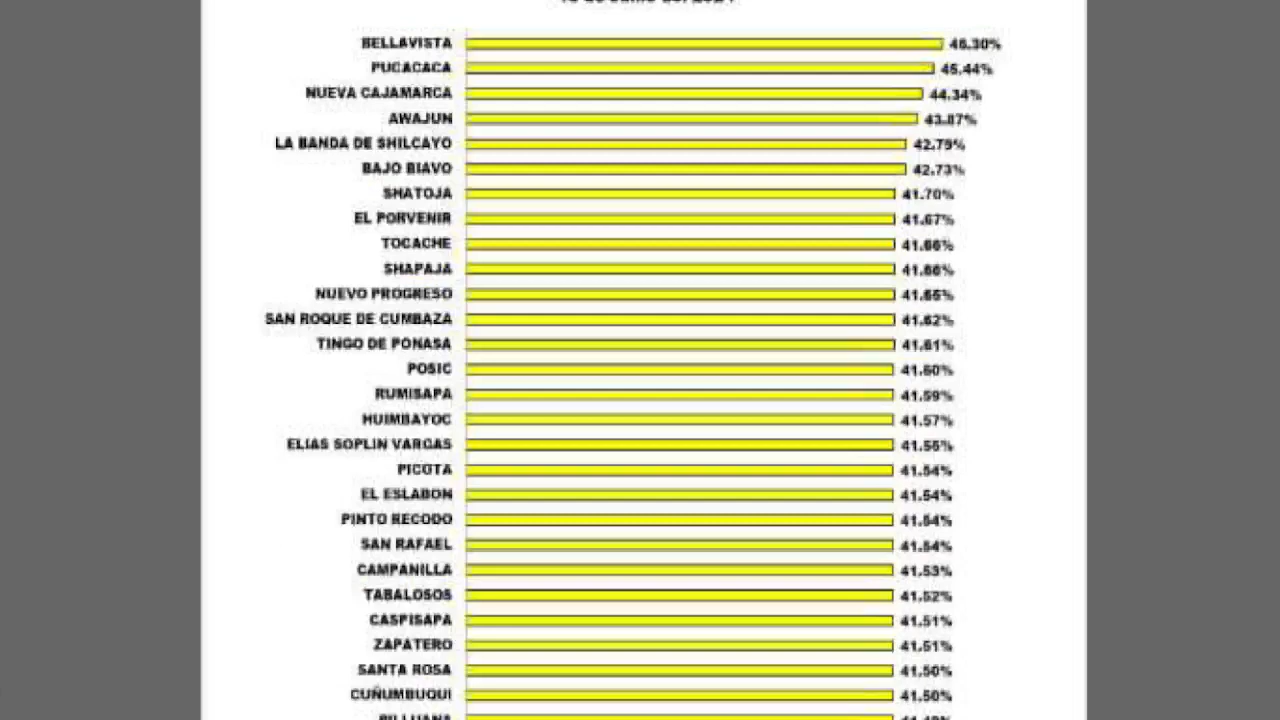 BELLAVISTA 46.30%
PUCACACA 45.44%
NUEVA CAJAMARCA 44.34%
AWAJUN 43.87%
LA BANDA DE SHILCAYO 42.79%
BAJO BIAVO 42.73%
SHATOJA 41.70%
EL PORVENIR 41.67%
TOCACHE 41.66%
SHAPAJA 41.66%
NUEVO PROGRESO 41.65%
SAN ROQUE DE CUMBAZA 41.62%
TINGO DE PONASA 41.61%
POSIC 41.60%
RUMISAPA 41.59%
HUIMBAYOC 41.57%
ELIAS SOPLIN VARGAS 41.55%
PICOTA 41.54%
EL ESLABON 41.54%
PINTO RECODO 41.54%
SAN RAFAEL 41.54%
CAMPANILLA 41.53%
TABALOSOS 41.52%
CASPISAPA 41.51%
ZAPATERO 41.51%
SANTA ROSA 41.50%
CUÑUMBUQUI 41.50%